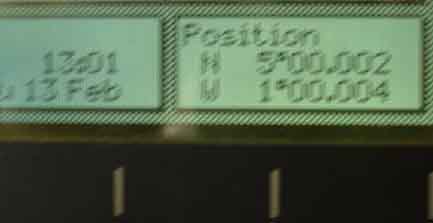 13:01
u 13 Feb
Position
N 5°00.002
W 1°00.004